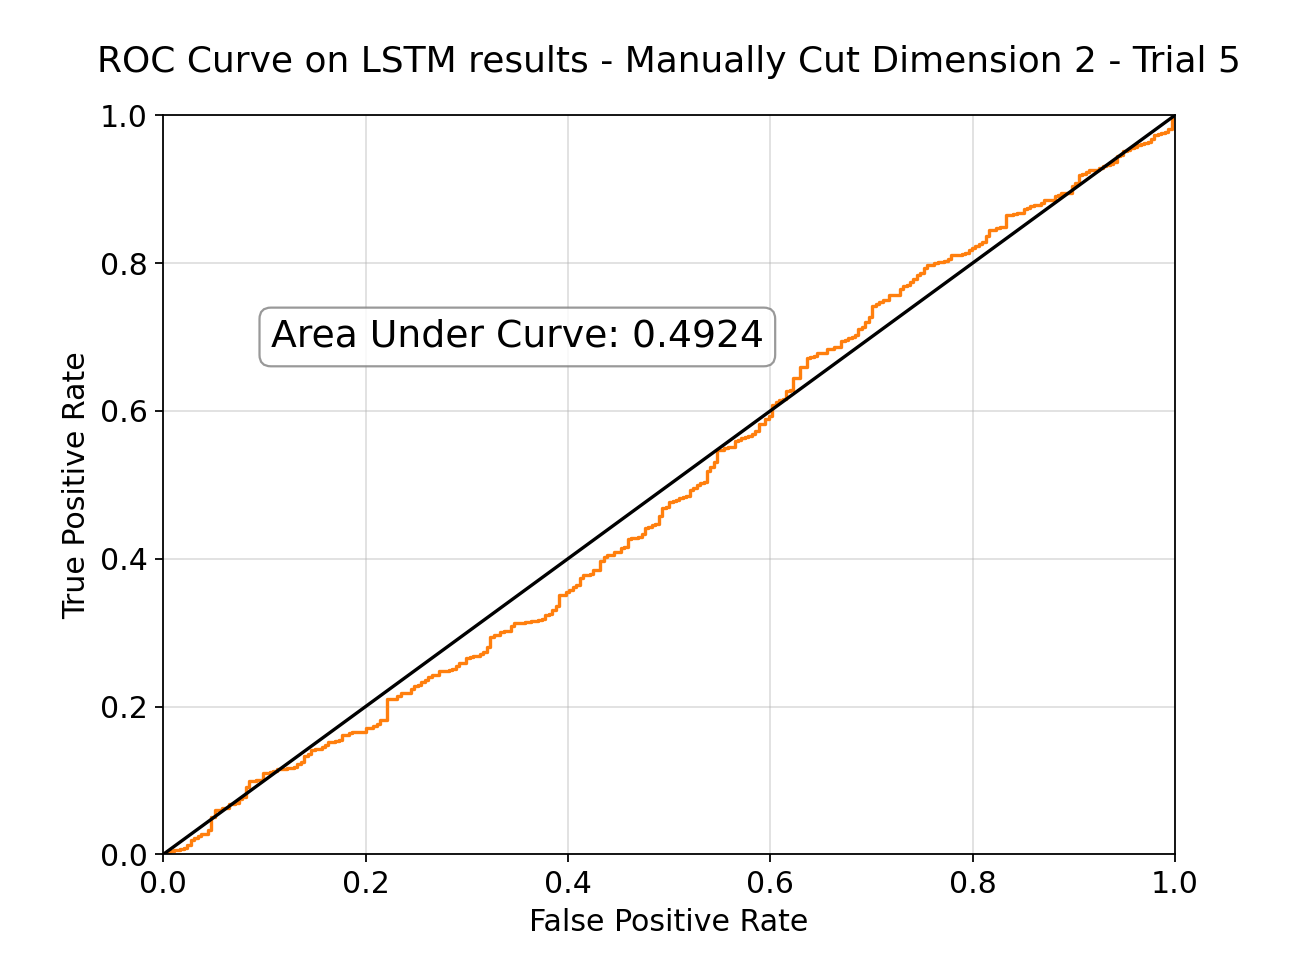 ROC Curve on LSTM results - Manually Cut Dimension 2 - Trial 5
1.0
0.8
Area Under Curve: 0.4924
True Positive Rate
0.6
0.4
0.2
0.0
0.0 0.2 0.4 0.6 0.8 1.0
False Positive Rate